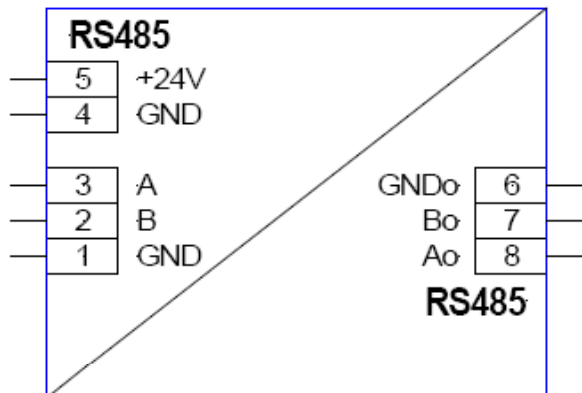 RS485
5 +24V
4 GND
3 A
2 B
1 GND
GNDo 6
Bo 7
Ao 8
RS485